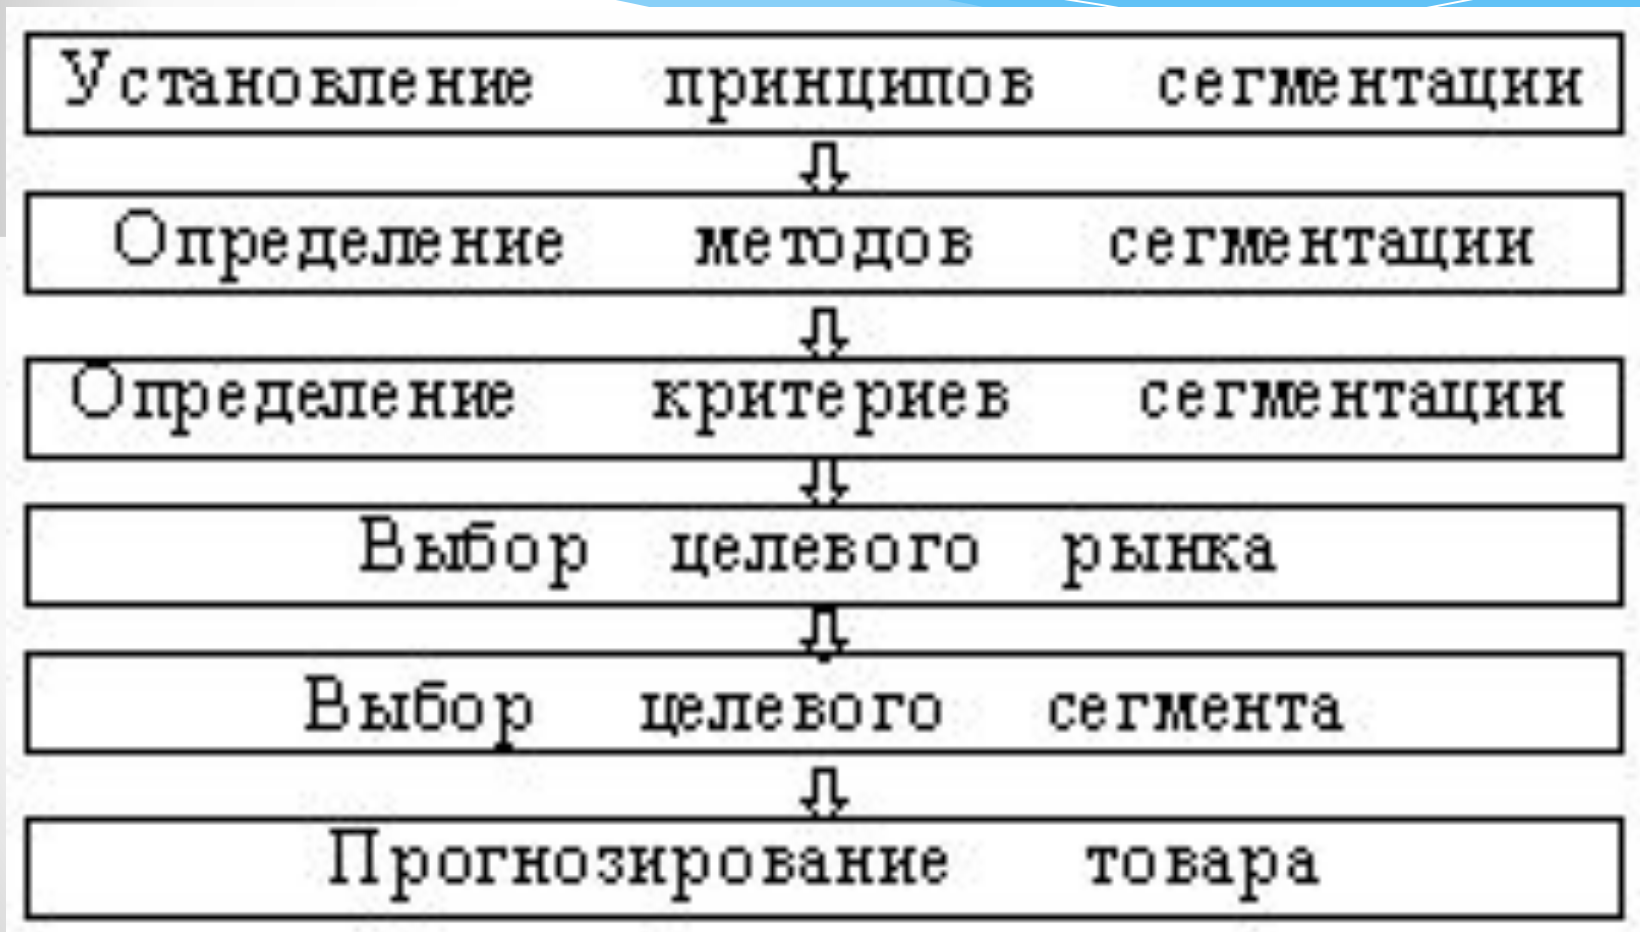 Установление принципов сегментации
Определение методов сегментации
Определение критериев сегментации
Выбор целевого рынка
Выбор целевого сегмента
Прогнозирование товара